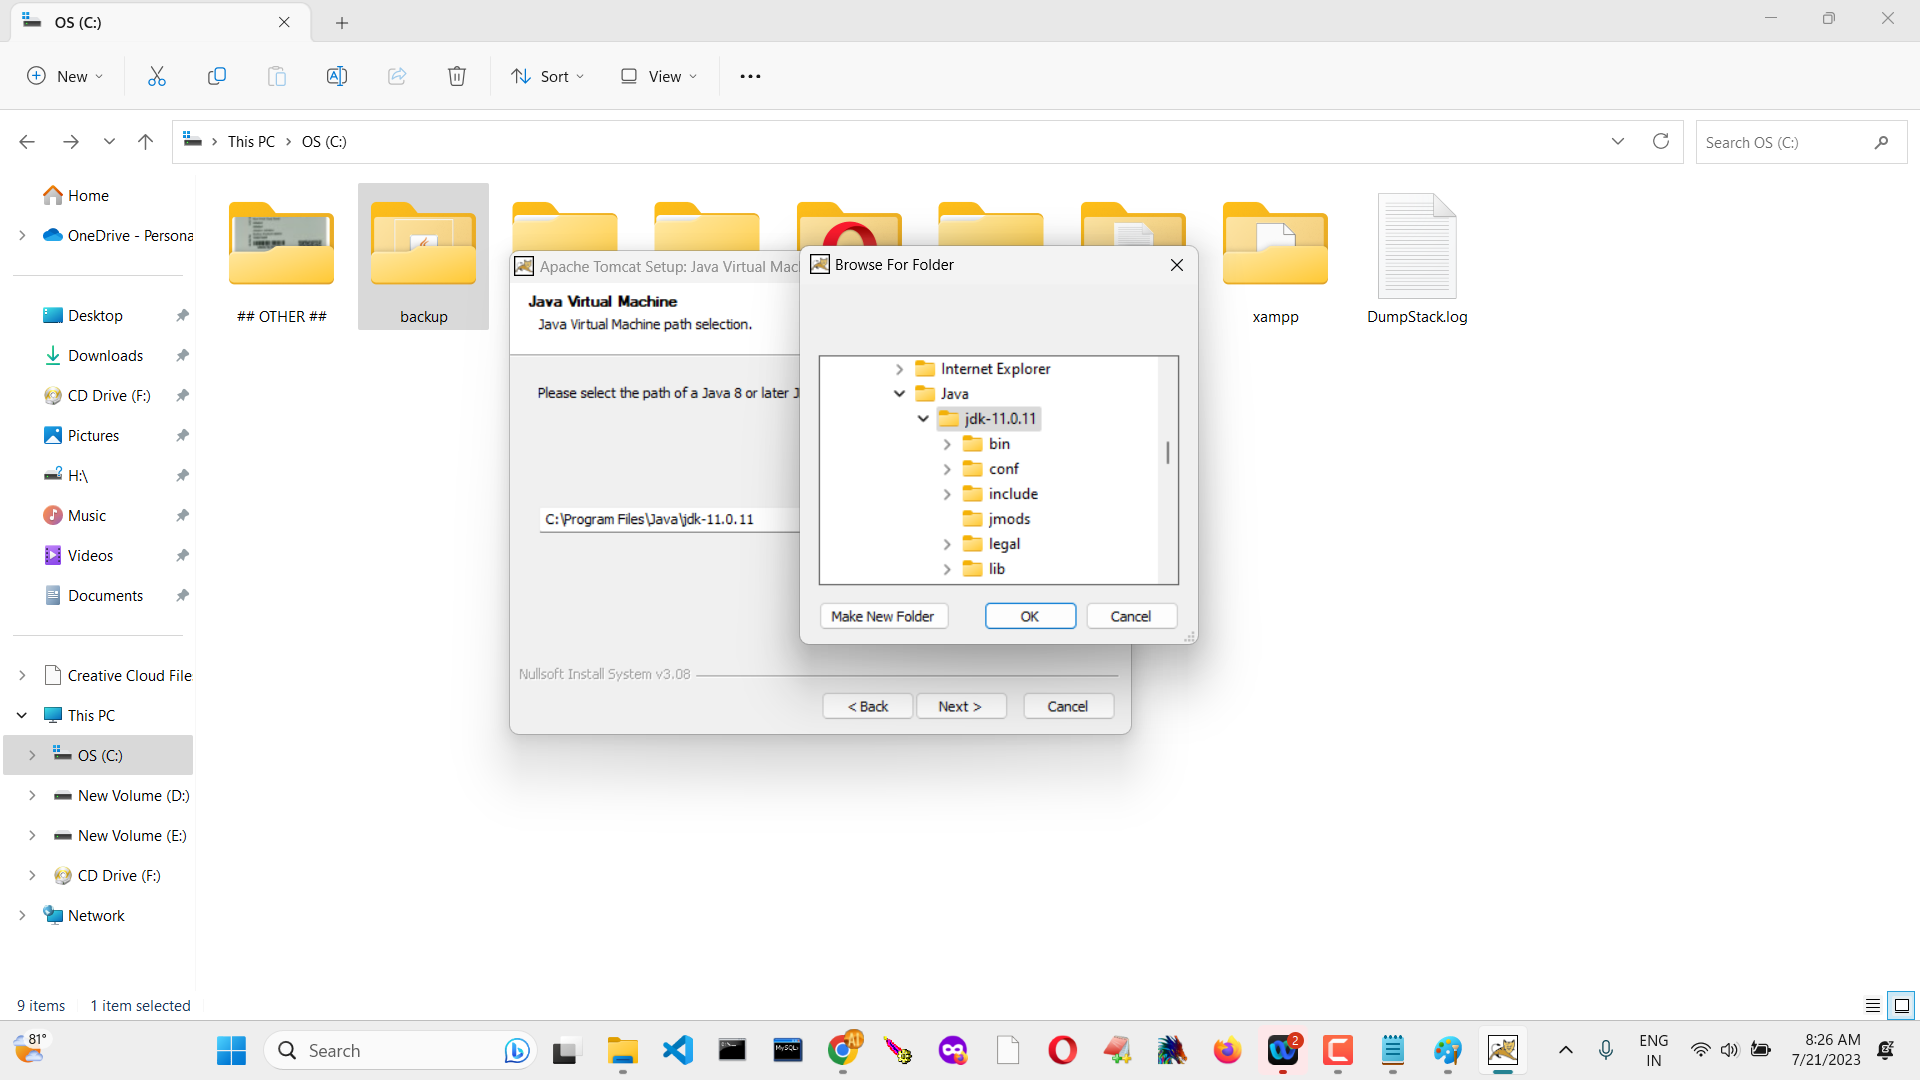 OS (C:)
New
Sort
View
This PC
OS (C:)
Search OS (C:)
Home
OneDrive - Persona
Desktop
Downloads
CD Drive (F:)
Pictures
H:\
Music
Videos
Documents
Creative Cloud File
This PC
OS (C:)
New Volume (D:)
New Volume (E:)
CD Drive (F:)
Network
## OTHER ##
backup
xampp
DumpStack.log
Apache Tomcat Setup: Java Virtual Mac
Java Virtual Machine
Java Virtual Machine path selection.
Please select the path of a Java 8 or later J
C:\Program Files\Java\jdk-11.0.11
Nullsoft Install System v3.08
< Back
Next >
Cancel
Browse For Folder
Internet Explorer
Java
jdk-11.0.11
bin
conf
include
jmods
legal
lib
Make New Folder
OK
Cancel
9 items
1 item selected
81°
Search
MySQL
2
ENG
IN
8:26 AM
7/21/2023